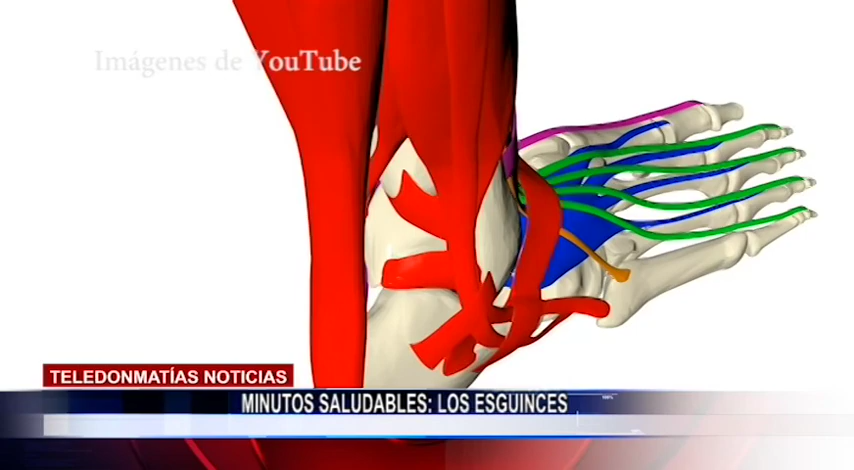 Imágenes de YouTube
TELEDONMATÍAS NOTICIAS
MINUTOS SALUDABLES: LOS ESGUINCES